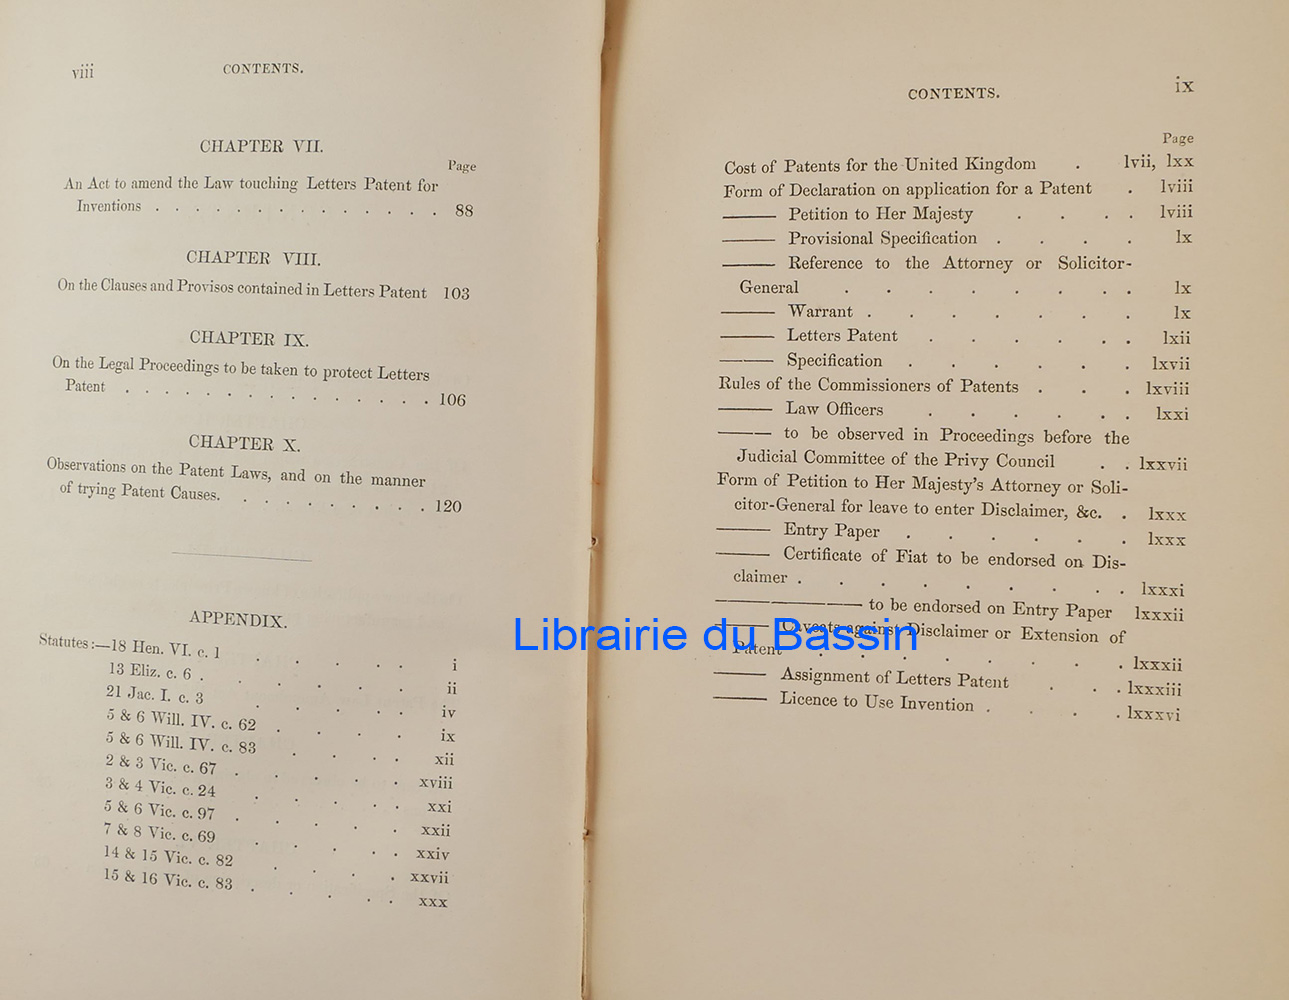 viii CONTENTS.
CHAPTER VII.
Page
An Act to amend the Law touching Letters Patent for
Inventions . . . . . . . . . . . . . . 88
CHAPTER VIII.
On the Clauses and Provisos contained in Letters Patent 103
CHAPTER IX.
On the Legal Proceedings to be taken to protect Letters
Patent . . . . . . . . . . . . . . . 106
CHAPTER X.
Observations on the Patent Laws, and on the manner
of trying Patent Causes. . . . . . . . . . 120
APPENDIX.
Statutes:—18 Hen. VI. c. 1 . . . . . i
13 Eliz. c. 6 . . . . . . ii
21 Jac. I. c. 3 . . . . . iv
5 & 6 Will. IV. c. 62 . . . . ix
5 & 6 Will. IV. c. 83 . . . . xii
2 & 3 Vic. c. 67 . . . . . xviii
3 & 4 Vic. c. 24 . . . . . xxi
5 & 6 Vic. c. 97 . . . . . xxii
7 & 8 Vic. c. 69 . . . . . xxiv
14 & 15 Vic. c. 82 . . . . xxvii
15 & 16 Vic. c. 83 . . . . xxx
CONTENTS. ix
Page
Cost of Patents for the United Kingdom . lvii, lxx
Form of Declaration on application for a Patent . lviii
——— Petition to Her Majesty . . . . lviii
——— Provisional Specification . . . . lx
——— Reference to the Attorney or Solicitor-
General . . . . . . . . lx
——— Warrant . . . . . . . lx
——— Letters Patent . . . . . . lxii
——— Specification . . . . . . lxvii
Rules of the Commissioners of Patents . . . lxviii
——— Law Officers . . . . . . lxxi
——— to be observed in Proceedings before the
Judicial Committee of the Privy Council . . lxxvii
Form of Petition to Her Majesty's Attorney or Soli-
citor-General for leave to enter Disclaimer, &c. . lxxx
——— Entry Paper . . . . . . lxxx
——— Certificate of Fiat to be endorsed on Dis-
claimer . . . . . . . . . lxxxi
————————— to be endorsed on Entry Paper lxxxii
——— Caveats against Disclaimer or Extension of
Patent . . . . . . . . lxxxii
——— Assignment of Letters Patent . . . lxxxiii
——— Licence to Use Invention . . . . lxxxvi
Librairie du Bassin